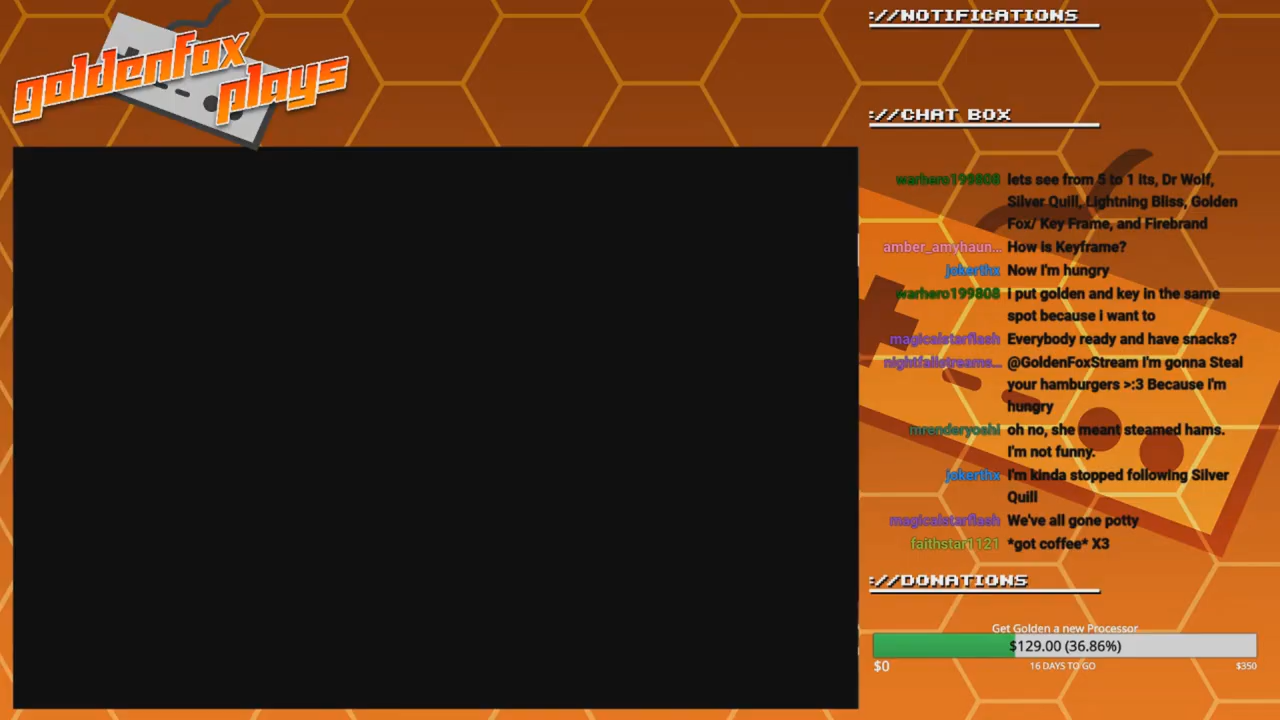 goldenfox
plays
://NOTIFICATIONS
://CHAT BOX
warhero199808 lets see from 5 to 1 its, Dr Wolf,
Silver Quill, Lightning Bliss, Golden
Fox/ Key Frame, and Firebrand
amber_amyhaun... How is Keyframe?
jokerthx Now I'm hungry
warhero199808 i put golden and key in the same
spot because i want to
magicalstarflash Everybody ready and have snacks?
nightfallstreams... @GoldenFoxStream I'm gonna Steal
your hamburgers >:3 Because I'm
hungry
mrenderyoshi oh no, she meant steamed hams.
I'm not funny.
jokerthx I'm kinda stopped following Silver
Quill
magicalstarflash We've all gone potty
faithstar1121 *got coffee* X3
://DONATIONS
Get Golden a new Processor
$129.00 (36.86%)
$0 16 DAYS TO GO $350